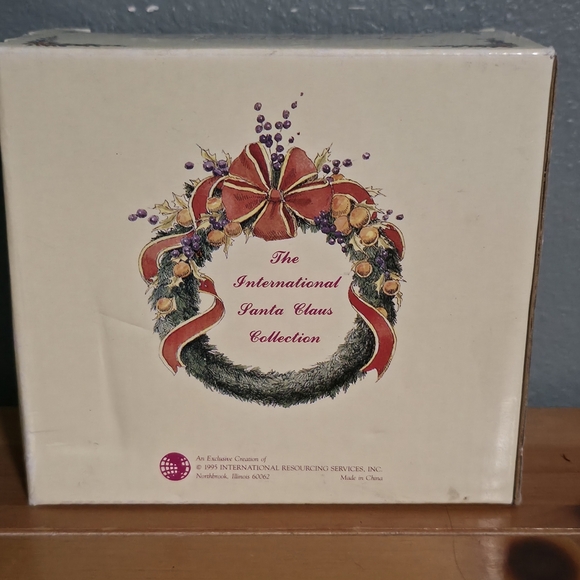 The
International
Santa Claus
Collection
An Exclusive Creation of
© 1995 INTERNATIONAL RESOURCING SERVICES, INC.
Northbrook, Illinois 60062 Made in China